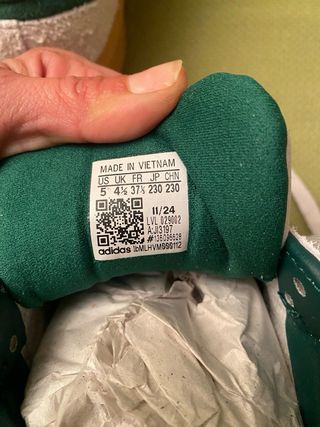 MADE IN VIETNAM
US UK FR JP CHN
5 4½ 37⅓ 230 230
11/24
LVL 029002
A:JI3197
#136096628
adidas